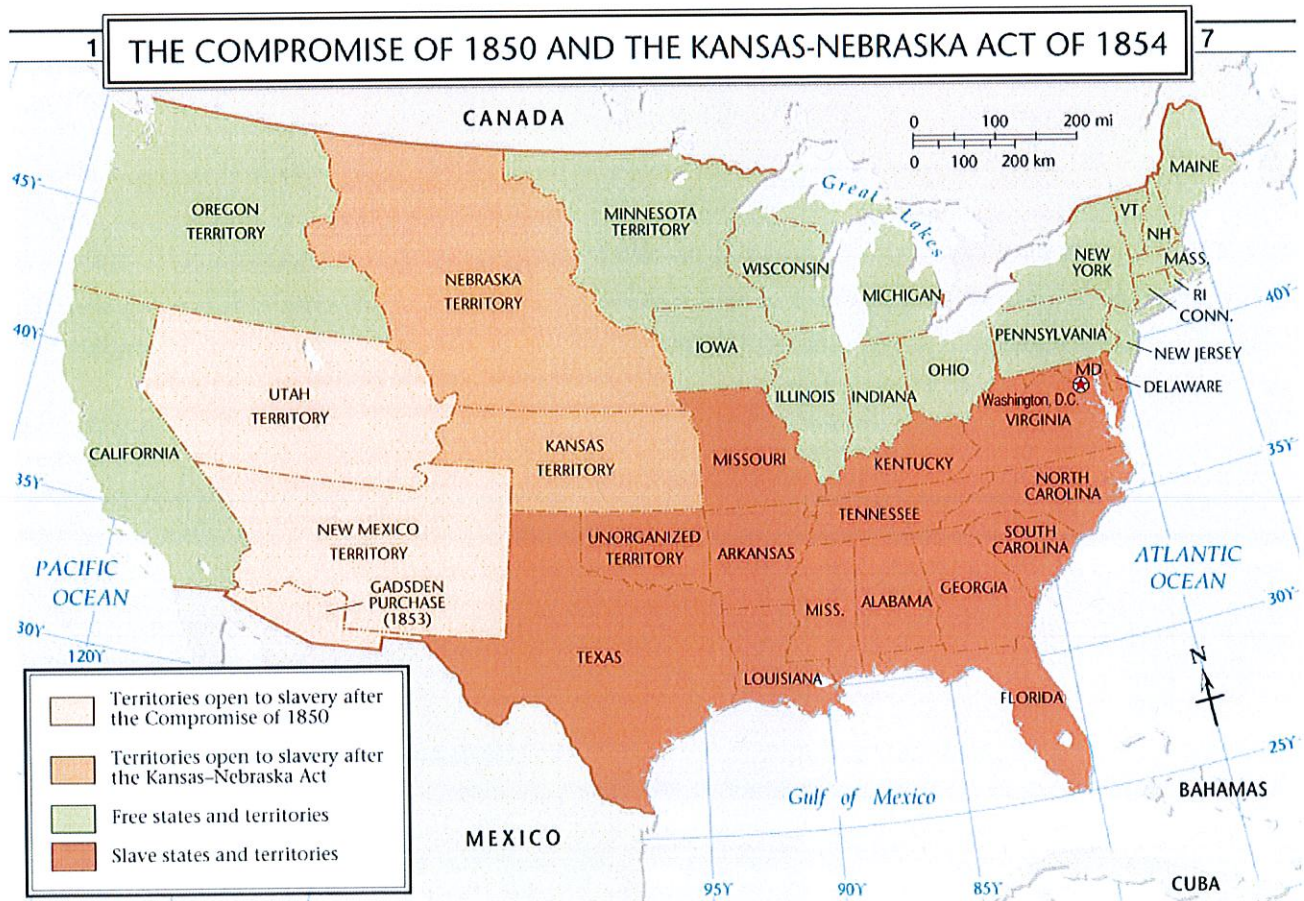 1
THE COMPROMISE OF 1850 AND THE KANSAS-NEBRASKA ACT OF 1854
7
CANADA
0 100 200 mi
0 100 200 km
Great Lakes
45Y
40Y
35Y
30Y
120Y
OREGON
TERRITORY
NEBRASKA
TERRITORY
MINNESOTA
TERRITORY
WISCONSIN
MICHIGAN
MAINE
VT
NH
NEW
YORK
MASS.
RI
CONN.
40Y
PENNSYLVANIA
NEW JERSEY
MD
DELAWARE
IOWA
OHIO
ILLINOIS
INDIANA
Washington, D.C.
VIRGINIA
UTAH
TERRITORY
CALIFORNIA
KANSAS
TERRITORY
MISSOURI
KENTUCKY
35Y
NORTH
CAROLINA
TENNESSEE
NEW MEXICO
TERRITORY
UNORGANIZED
TERRITORY
ARKANSAS
SOUTH
CAROLINA
PACIFIC
OCEAN
ATLANTIC
OCEAN
GADSDEN
PURCHASE
(1853)
MISS.
ALABAMA
GEORGIA
30Y
TEXAS
LOUISIANA
FLORIDA
N
25Y
Territories open to slavery after
the Compromise of 1850
Territories open to slavery after
the Kansas–Nebraska Act
Free states and territories
Slave states and territories
Gulf of Mexico
BAHAMAS
MEXICO
95Y
90Y
85Y
CUBA